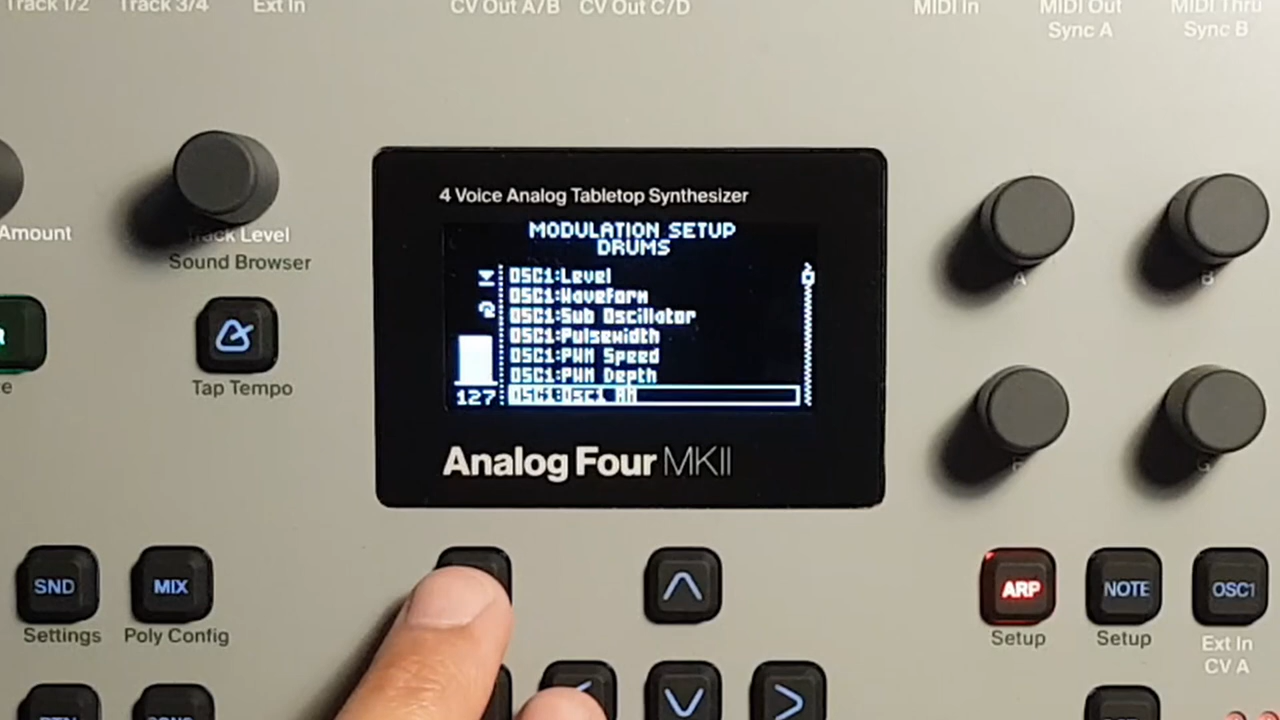 Track 1/2 Track 3/4 Ext In CV Out A/B CV Out C/D MIDI In MIDI Out MIDI Thru
Sync A Sync B
4 Voice Analog Tabletop Synthesizer
MODULATION SETUP
DRUMS
OSC1:Level
OSC1:Waveform
OSC1:Sub Oscillator
OSC1:Pulsewidth
OSC1:PWM Speed
OSC1:PWM Depth
127 OSC1:Osc1 AM
Analog Four MKII
Amount
Track Level
Sound Browser
Tap Tempo
A B
SND MIX
Settings Poly Config
ARP NOTE OSC1
Setup Setup Ext In
CV A